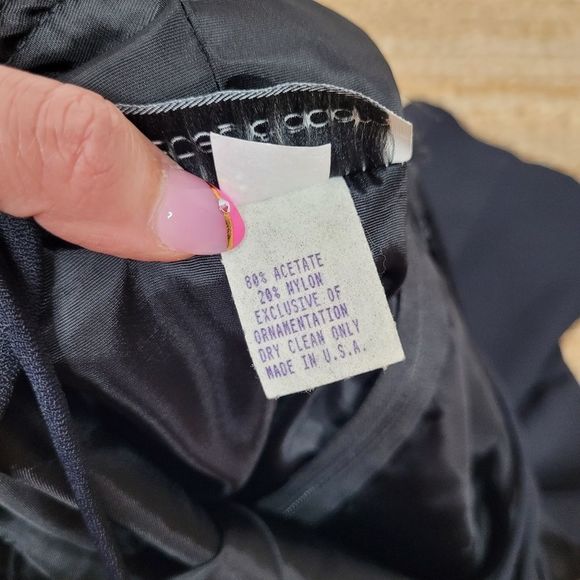 80% ACETATE
20% NYLON
EXCLUSIVE OF
ORNAMENTATION
DRY CLEAN ONLY
MADE IN U.S.A.